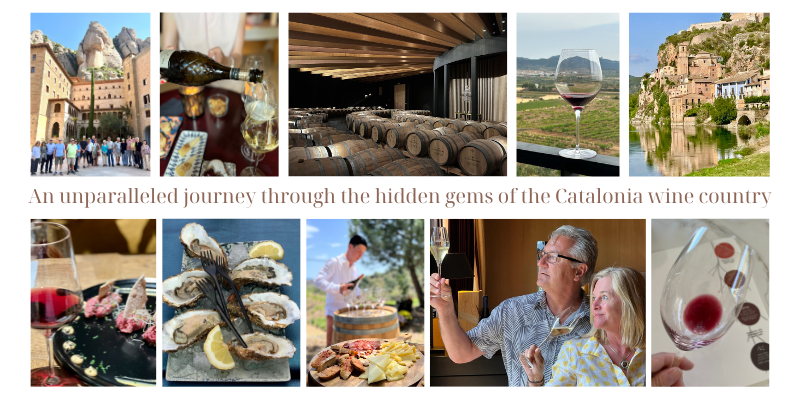 An unparalleled journey through the hidden gems of the Catalonia wine country